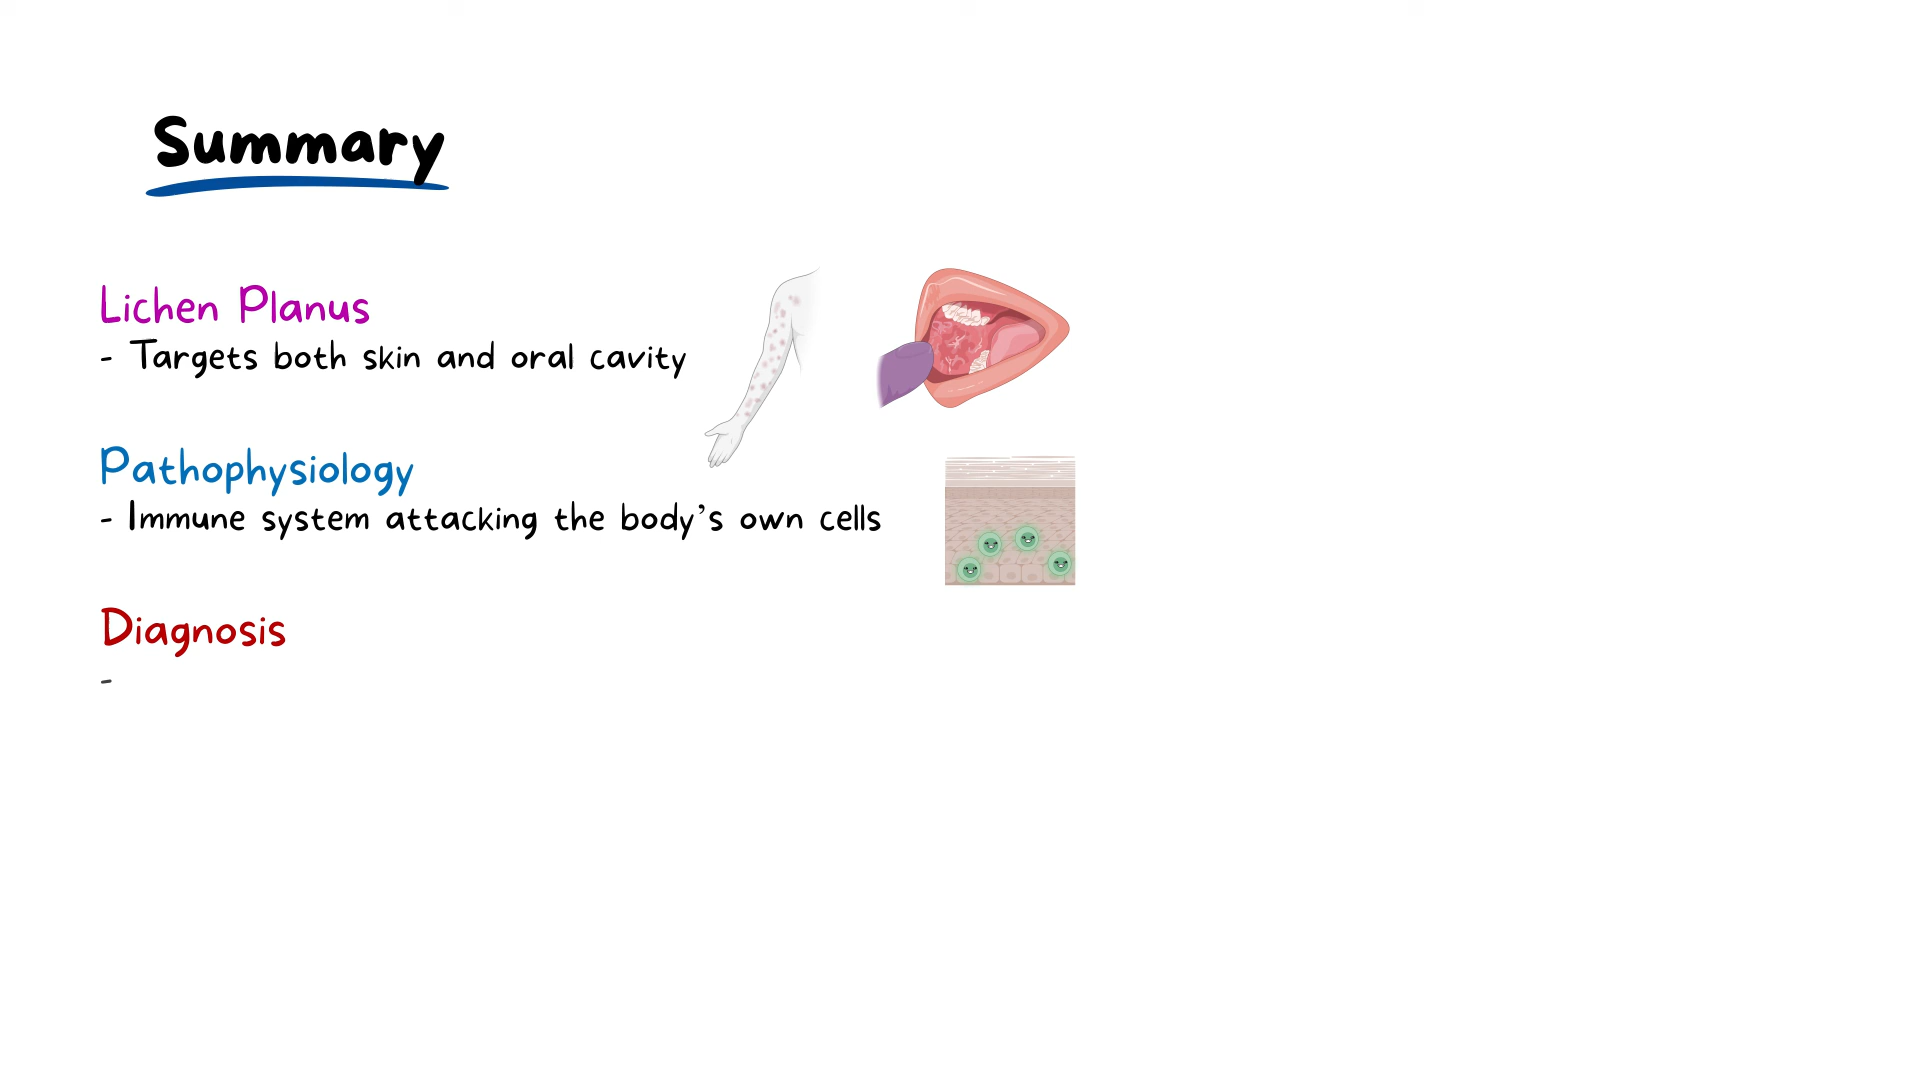 Summary
Lichen Planus
- Targets both skin and oral cavity
Pathophysiology
- Immune system attacking the body's own cells
Diagnosis
-